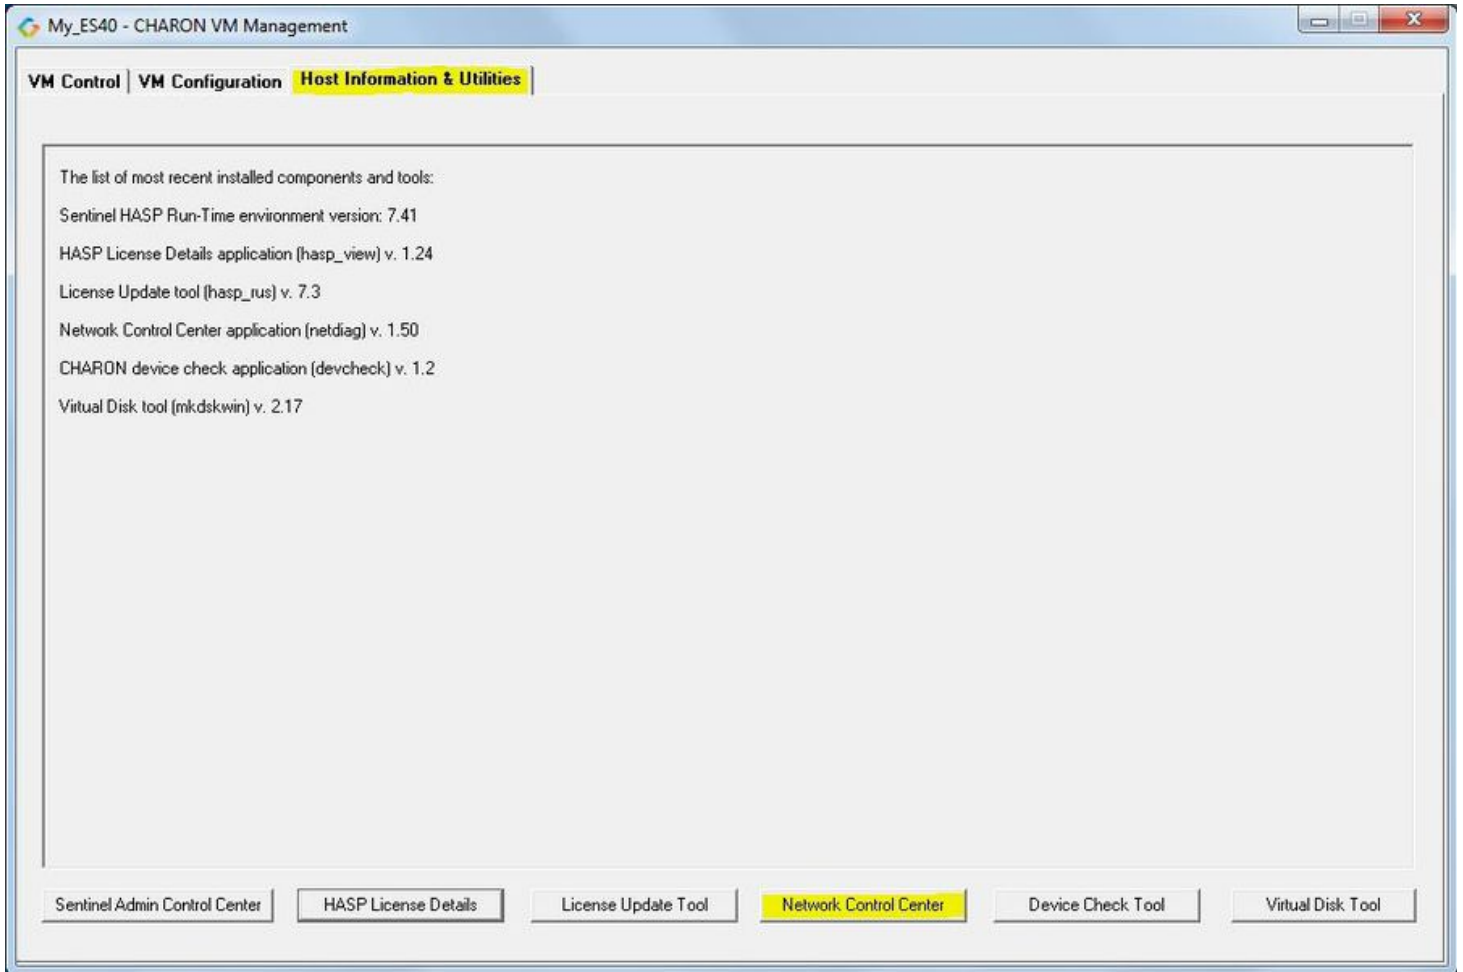 My_ES40 - CHARON VM Management
VM Control VM Configuration Host Information & Utilities
The list of most recent installed components and tools:
Sentinel HASP Run-Time environment version: 7.41
HASP License Details application (hasp_view) v. 1.24
License Update tool (hasp_rus) v. 7.3
Network Control Center application (netdiag) v. 1.50
CHARON device check application (devcheck) v. 1.2
Virtual Disk tool (mkdskwin) v. 2.17
Sentinel Admin Control Center HASP License Details License Update Tool Network Control Center Device Check Tool Virtual Disk Tool